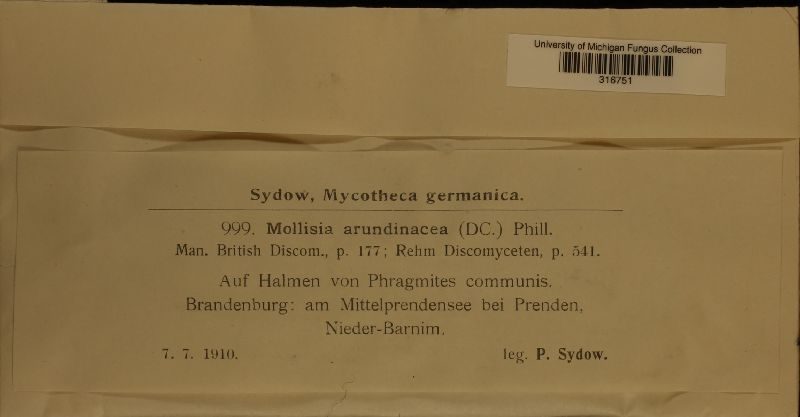 University of Michigan Fungus Collection
316751
Sydow, Mycotheca germanica.
999. Mollisia arundinacea (DC.) Phill.
Man. British Discom., p. 177; Rehm Discomyceten, p. 541.
Auf Halmen von Phragmites communis.
Brandenburg: am Mittelprendensee bei Prenden,
Nieder-Barnim.
7. 7. 1910. leg. P. Sydow.